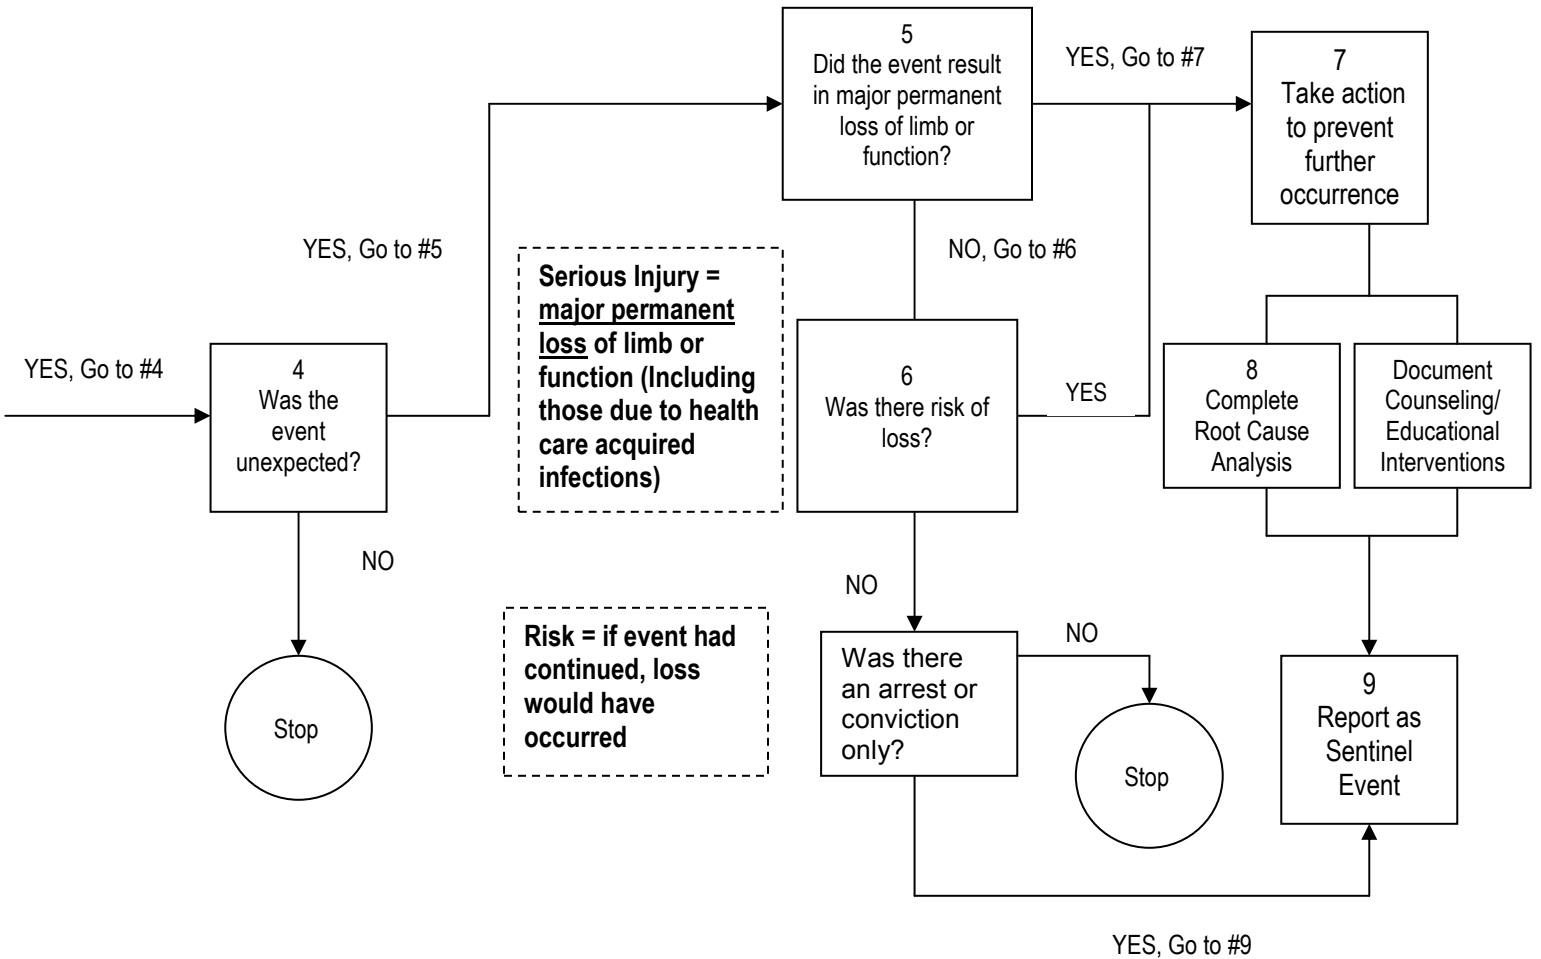 YES, Go to #4
4
Was the
event
unexpected?
YES, Go to #5
NO
Stop
Serious Injury =
major permanent
loss of limb or
function (Including
those due to health
care acquired
infections)
Risk = if event had
continued, loss
would have
occurred
5
Did the event result
in major permanent
loss of limb or
function?
YES, Go to #7
NO, Go to #6
6
Was there risk of
loss?
YES
NO
Was there
an arrest or
conviction
only?
NO
Stop
YES, Go to #9
7
Take action
to prevent
further
occurrence
8
Complete
Root Cause
Analysis
Document
Counseling/
Educational
Interventions
9
Report as
Sentinel
Event